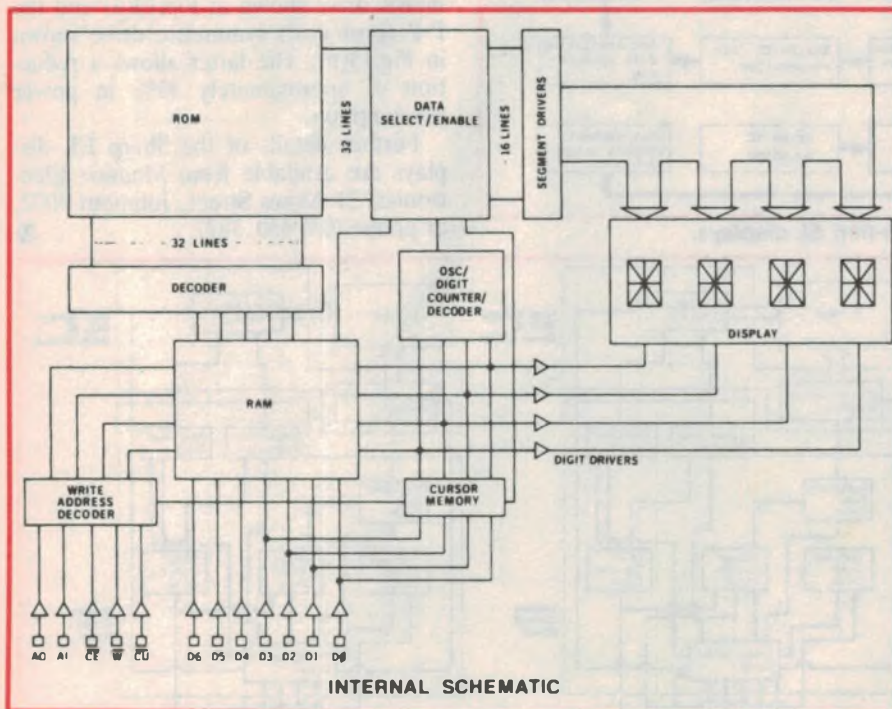 ROM
32 LINES
DATA
SELECT/ENABLE
16 LINES
SEGMENT DRIVERS
32 LINES
DECODER
OSC/
DIGIT
COUNTER/
DECODER
DISPLAY
RAM
DIGIT DRIVERS
WRITE
ADDRESS
DECODER
CURSOR
MEMORY
A0 A1 CE W CU D6 D5 D4 D3 D2 D1 D0
INTERNAL SCHEMATIC